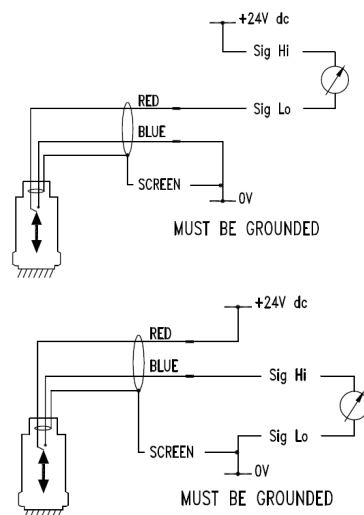 +24V dc
Sig Hi
RED
Sig Lo
BLUE
SCREEN
0V
MUST BE GROUNDED
+24V dc
RED
BLUE
Sig Hi
Sig Lo
SCREEN
0V
MUST BE GROUNDED